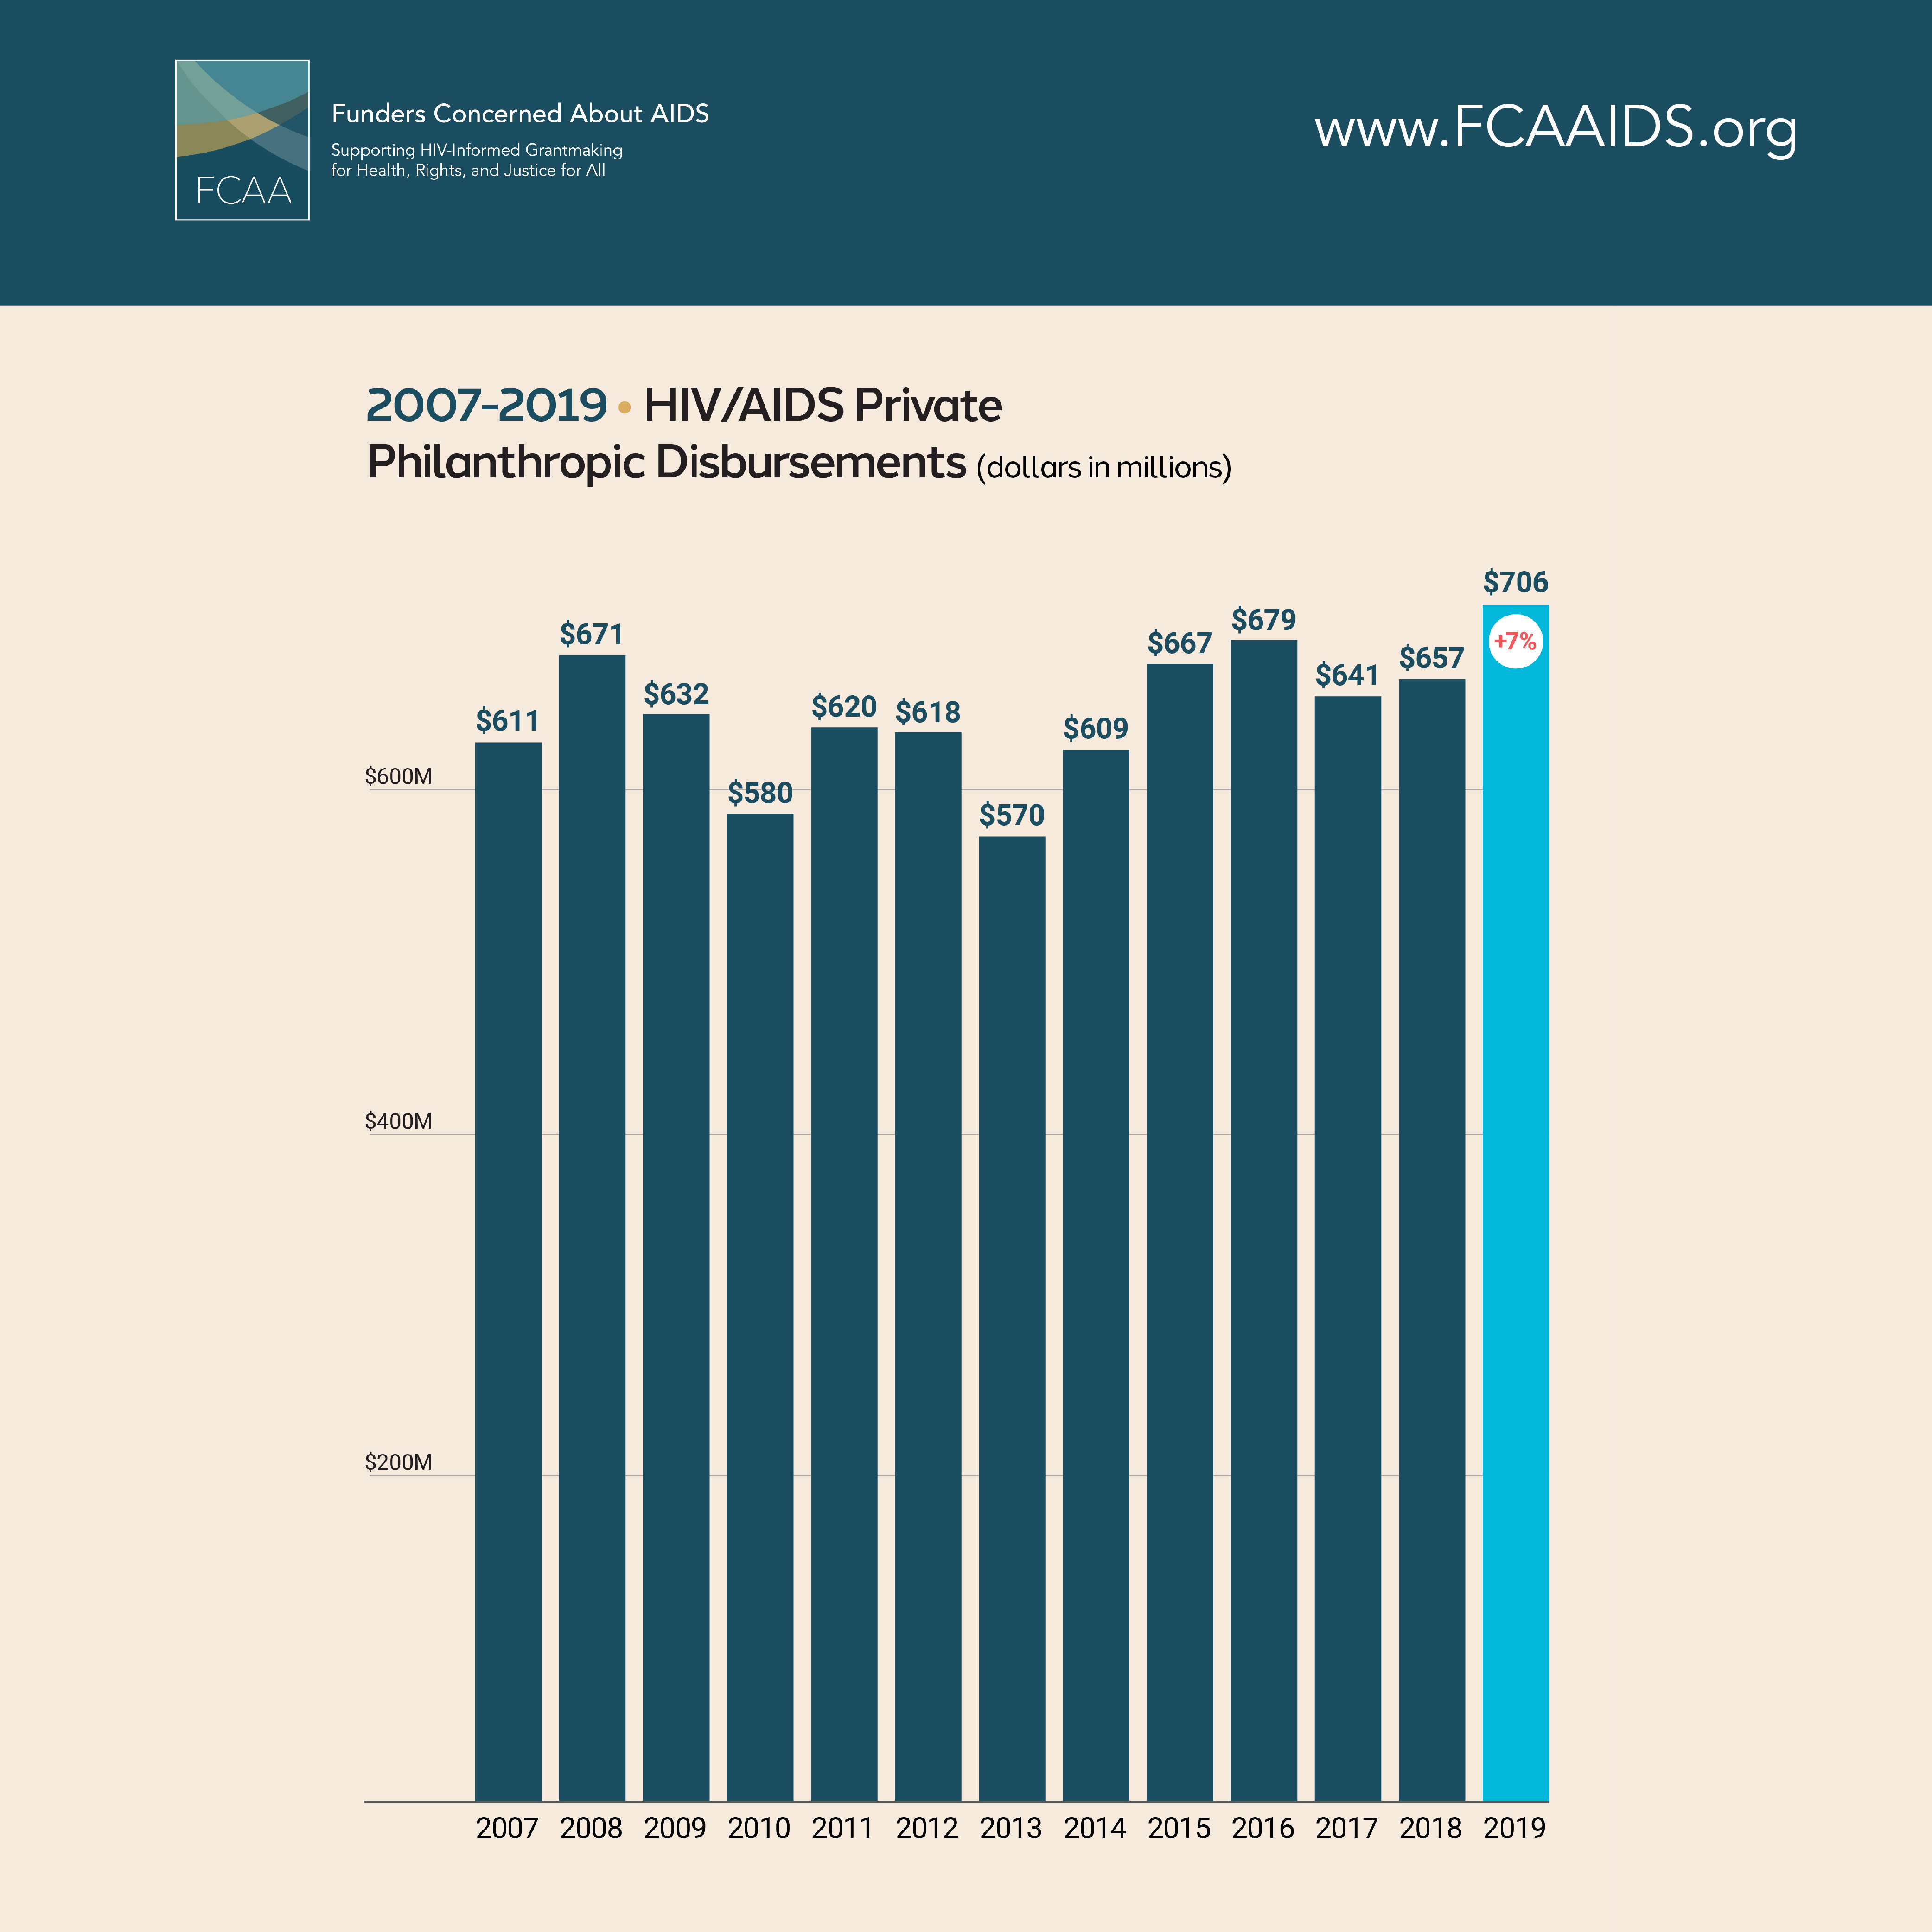 FCAA
Funders Concerned About AIDS
Supporting HIV-Informed Grantmaking
for Health, Rights, and Justice for All
www.FCAAIDS.org
2007-2019 • HIV/AIDS Private
Philanthropic Disbursements (dollars in millions)
$611
$671
$632
$580
$620
$618
$570
$609
$667
$679
$641
$657
$706
+7%
$600M
$400M
$200M
2007 2008 2009 2010 2011 2012 2013 2014 2015 2016 2017 2018 2019